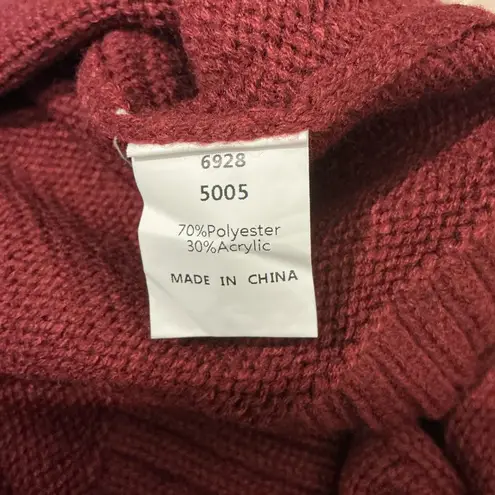 6928
5005
70%Polyester
30%Acrylic
MADE IN CHINA